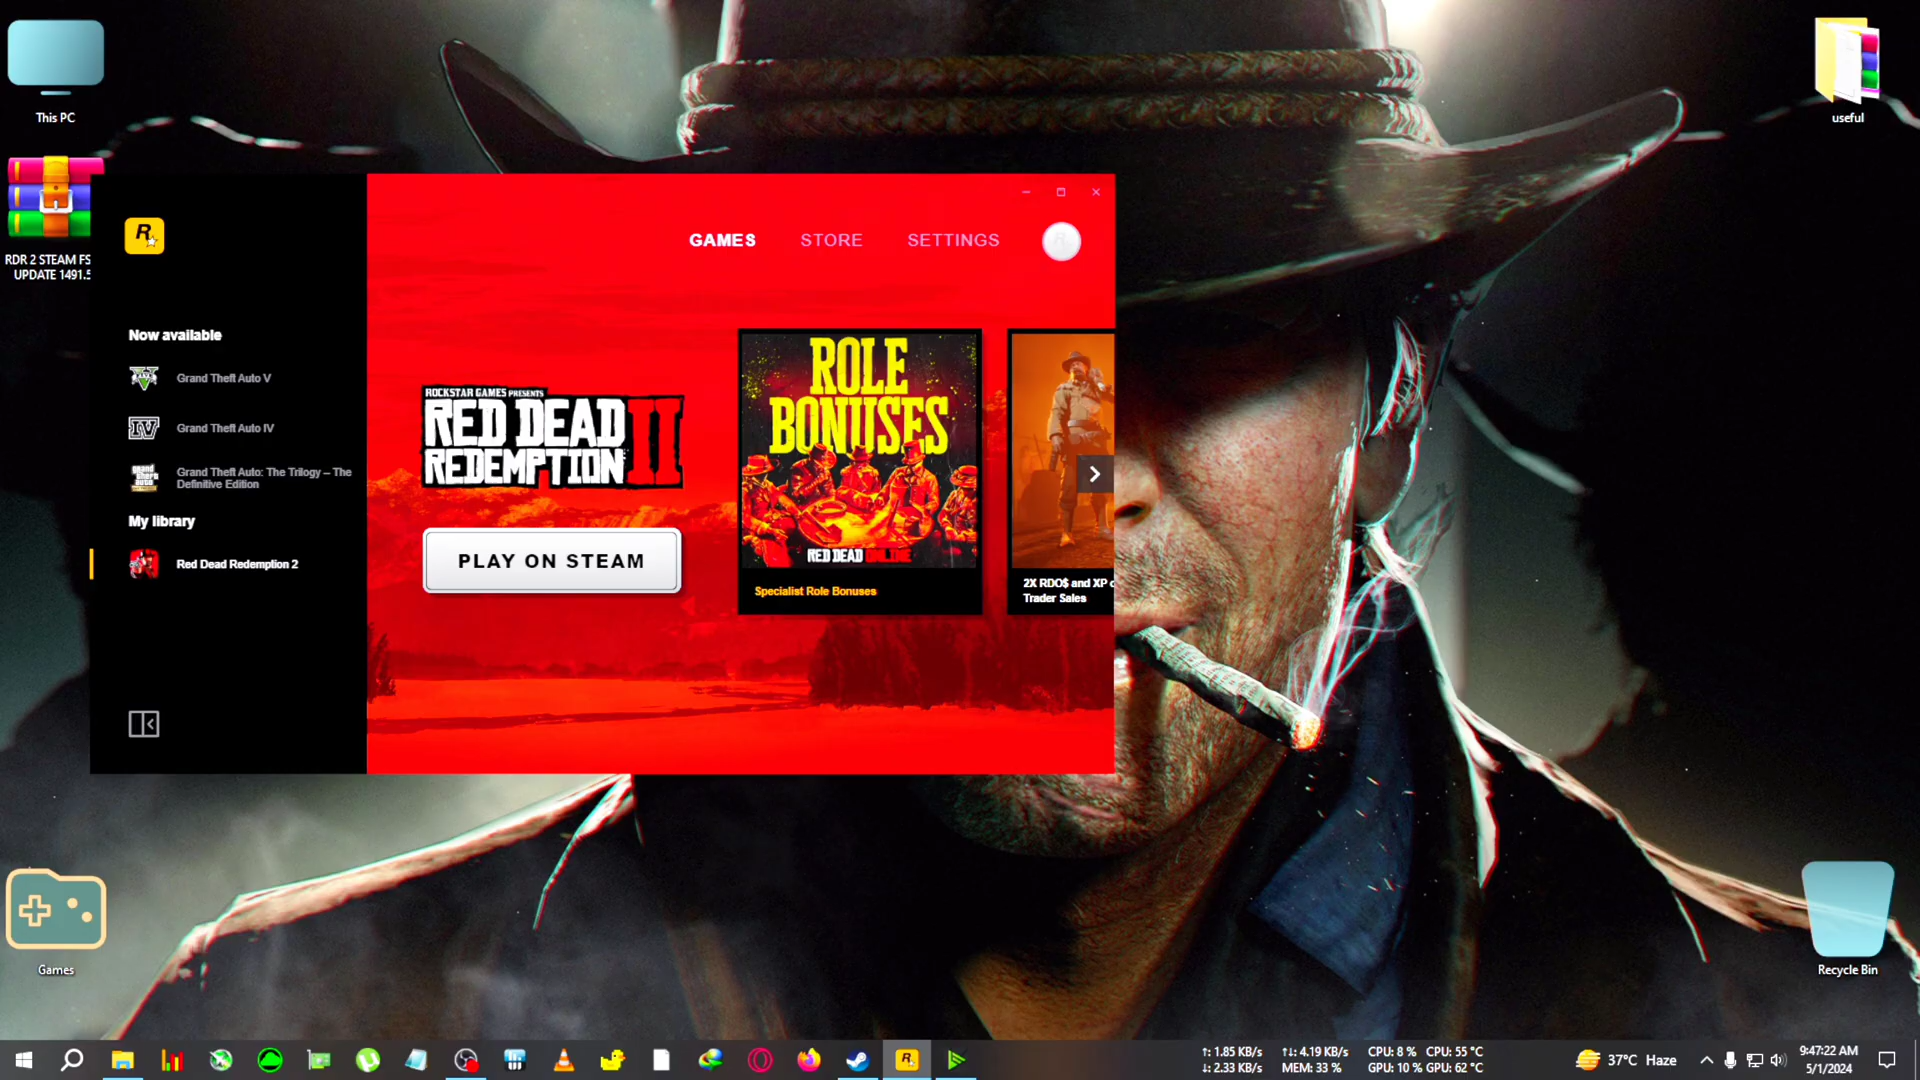 This PC
useful
RDR 2 STEAM FS
UPDATE 1491.5
GAMES
STORE
SETTINGS
Now available
Grand Theft Auto V
Grand Theft Auto IV
Grand Theft Auto: The Trilogy – The
Definitive Edition
My library
Red Dead Redemption 2
ROCKSTAR GAMES PRESENTS
RED DEAD
REDEMPTION II
PLAY ON STEAM
ROLE
BONUSES
RED DEAD ONLINE
Specialist Role Bonuses
2X RDO$ and XP
Trader Sales
Games
Recycle Bin
↑: 1.85 KB/s
↓: 2.33 KB/s
↑↓: 4.19 KB/s
MEM: 33 %
CPU: 8 % CPU: 55 °C
GPU: 10 % GPU: 62 °C
37°C Haze
9:47:22 AM
5/1/2024